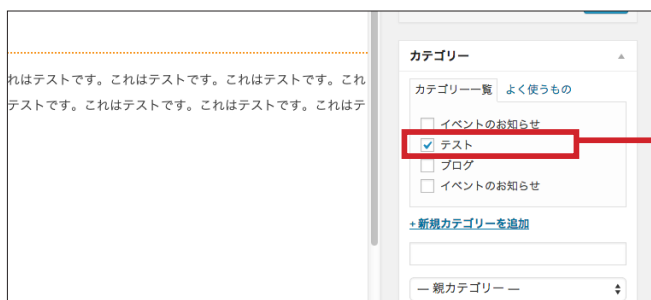 れはテストです。これはテストです。これはテストです。これ
テストです。これはテストです。これはテストです。これはテ
カテゴリー
カテゴリー一覧 よく使うもの
イベントのお知らせ
テスト
ブログ
イベントのお知らせ
+ 新規カテゴリーを追加
— 親カテゴリー —